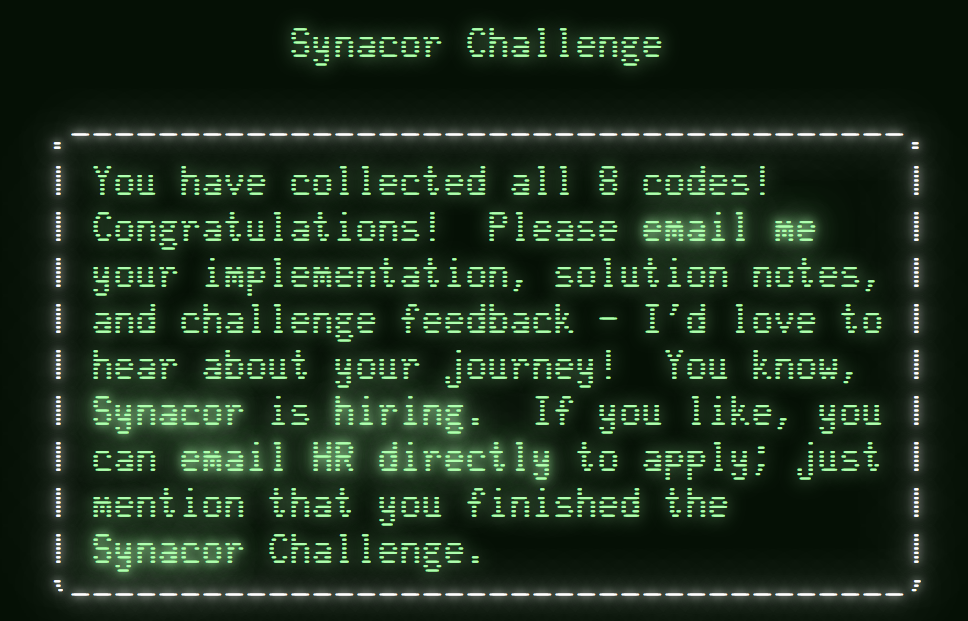 Synacor Challenge
You have collected all 8 codes!
Congratulations!  Please email me
your implementation, solution notes,
and challenge feedback - I'd love to
hear about your journey!  You know,
Synacor is hiring.  If you like, you
can email HR directly to apply; just
mention that you finished the
Synacor Challenge.